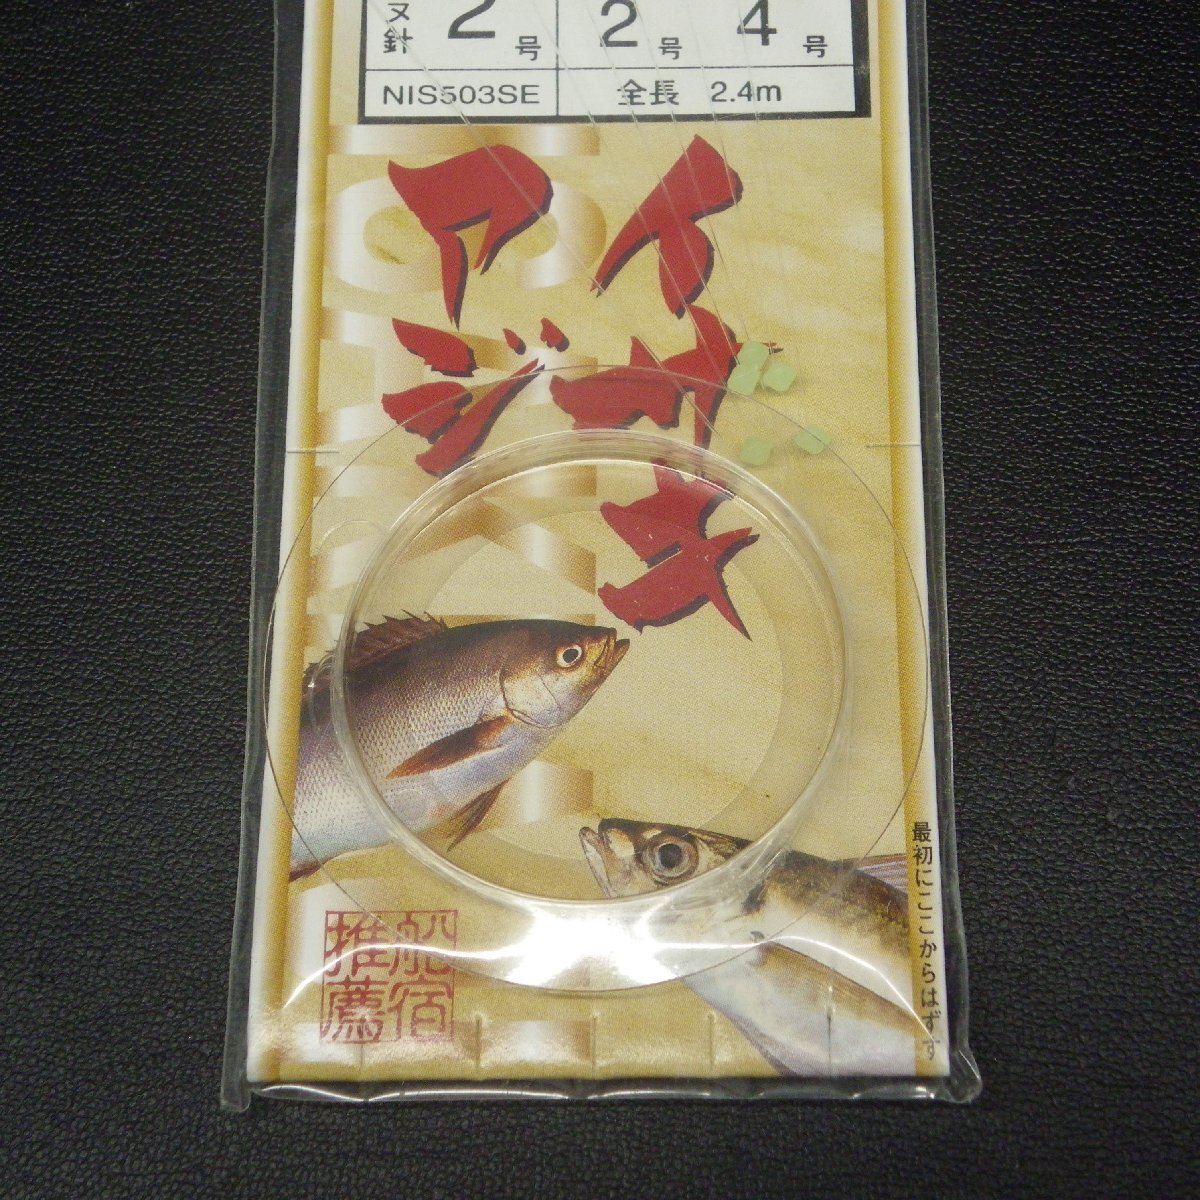 ヌ針 2号 2号 4号
NIS503SE 全長 2.4m
イサキ
アジ
船宿
推薦
最初にここからはずす